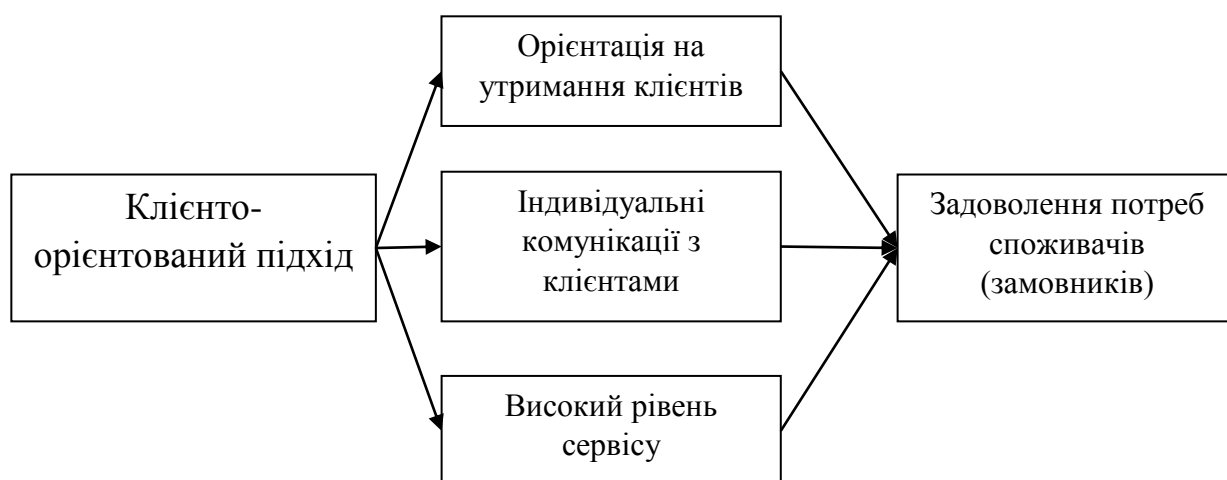 Орієнтація на
утримання клієнтів
Клієнто-
орієнтований підхід
Індивідуальні
комунікації з
клієнтами
Задоволення потреб
споживачів
(замовників)
Високий рівень
сервісу